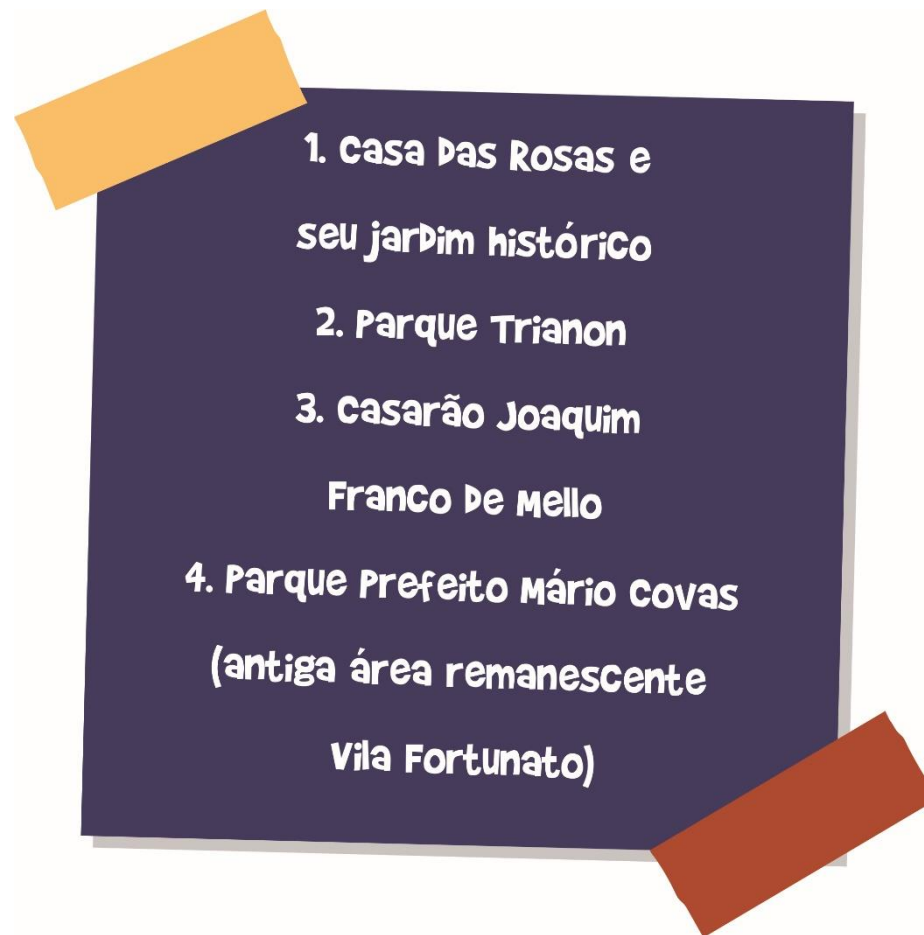 1. Casa das Rosas e
seu jardim histórico
2. Parque Trianon
3. Casarão Joaquim
Franco de Mello
4. Parque Prefeito Mário Covas
(antiga área remanescente
Vila Fortunato)